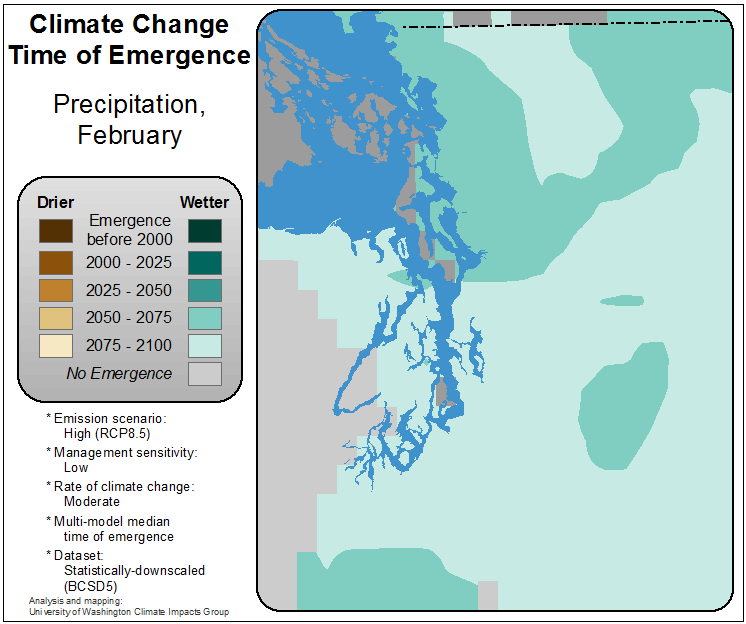 Climate Change
Time of Emergence
Precipitation,
February
Drier
Wetter
Emergence
before 2000
2000 - 2025
2025 - 2050
2050 - 2075
2075 - 2100
No Emergence
* Emission scenario:
High (RCP8.5)
* Management sensitivity:
Low
* Rate of climate change:
Moderate
* Multi-model median
time of emergence
* Dataset:
Statistically-downscaled
(BCSD5)
Analysis and mapping:
University of Washington Climate Impacts Group